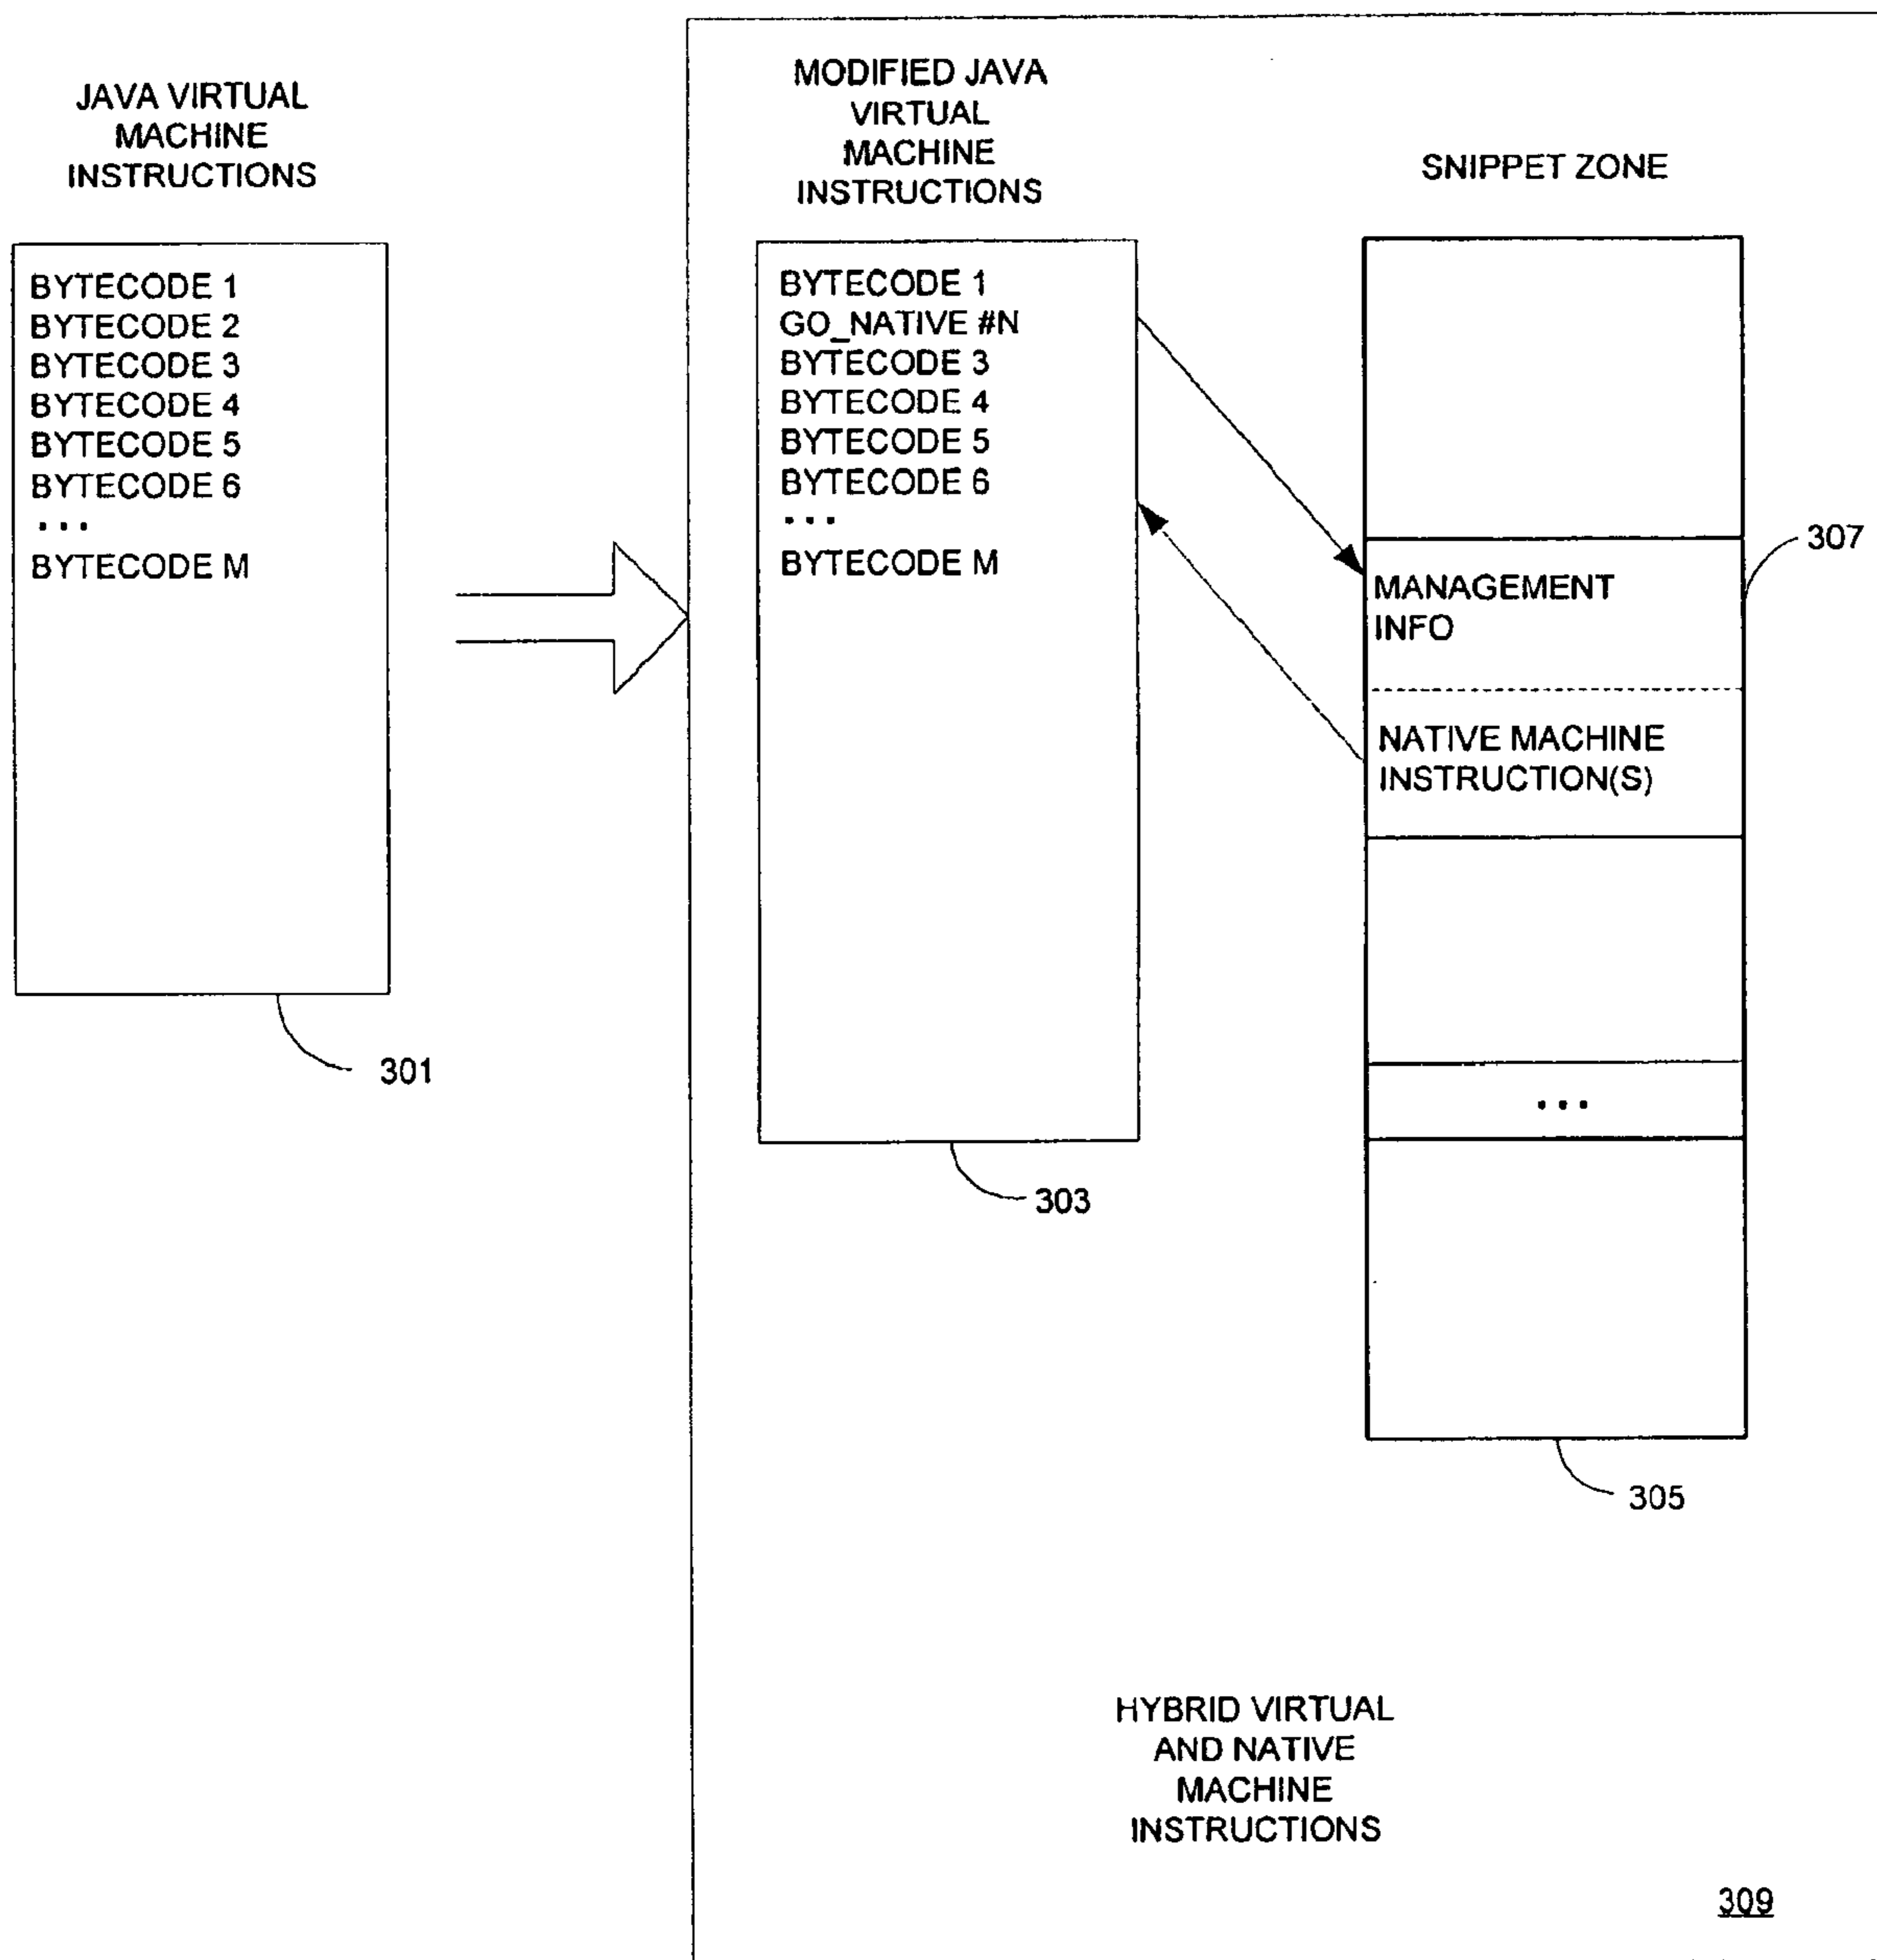 JAVA VIRTUAL
MACHINE
INSTRUCTIONS
BYTECODE 1
BYTECODE 2
BYTECODE 3
BYTECODE 4
BYTECODE 5
BYTECODE 6
...
BYTECODE M
301
MODIFIED JAVA
VIRTUAL
MACHINE
INSTRUCTIONS
BYTECODE 1
GO_NATIVE #N
BYTECODE 3
BYTECODE 4
BYTECODE 5
BYTECODE 6
...
BYTECODE M
303
SNIPPET ZONE
307
MANAGEMENT
INFO
NATIVE MACHINE
INSTRUCTION(S)
...
305
HYBRID VIRTUAL
AND NATIVE
MACHINE
INSTRUCTIONS
309